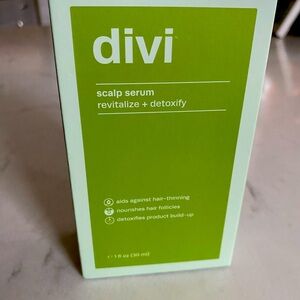 divi
scalp serum
revitalize + detoxify
aids against hair-thinning
nourishes hair follicles
detoxifies product build-up
℮ 1 fl oz (30 ml)